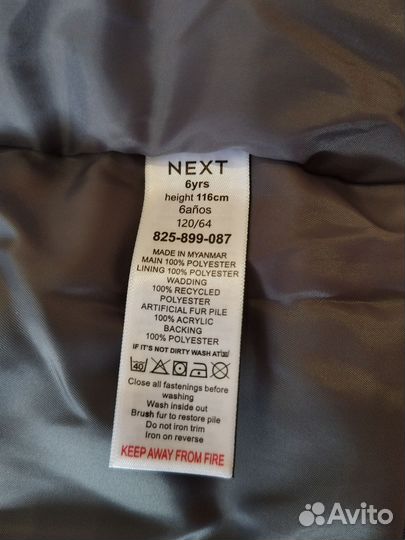 NEXT
6yrs
height 116cm
6años
120/64
825-899-087
MADE IN MYANMAR
MAIN 100% POLYESTER
LINING 100% POLYESTER
WADDING
100% RECYCLED
POLYESTER
ARTIFICIAL FUR PILE
100% ACRYLIC
BACKING
100% POLYESTER
IF IT'S NOT DIRTY WASH AT
40
Close all fastenings before
washing
Wash inside out
Brush fur to restore pile
Do not iron trim
Iron on reverse
KEEP AWAY FROM FIRE
Avito